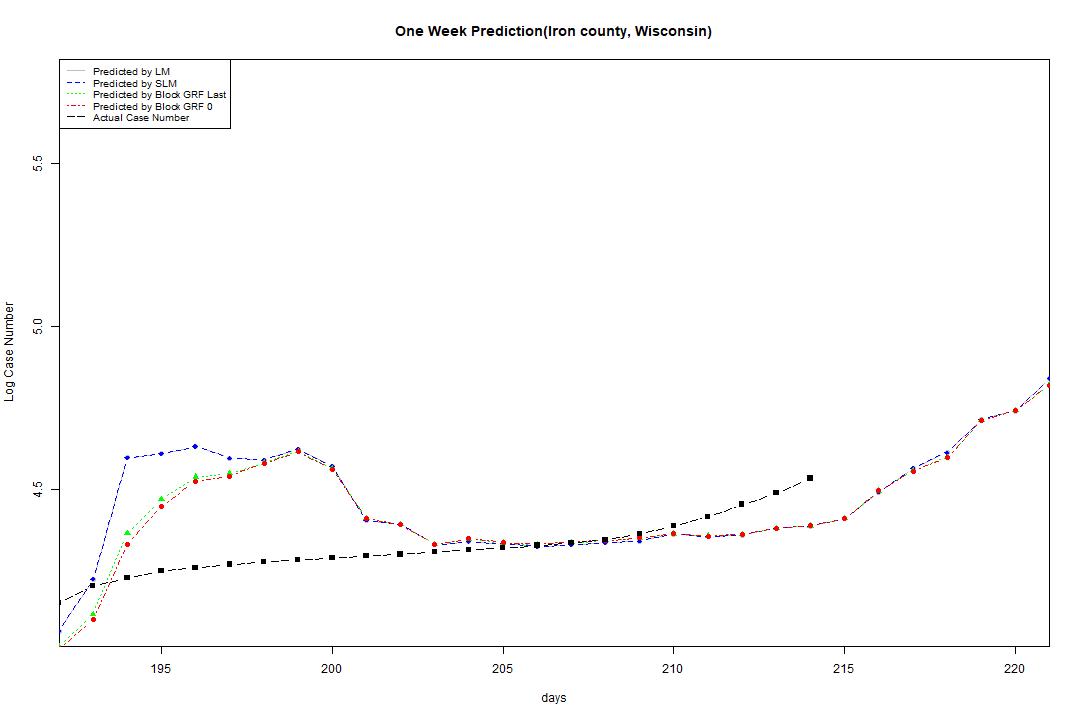 One Week Prediction(Iron county, Wisconsin)
Predicted by LM
Predicted by SLM
Predicted by Block GRF Last
Predicted by Block GRF 0
Actual Case Number
5.5
5.0
4.5
Log Case Number
195 200 205 210 215 220
days